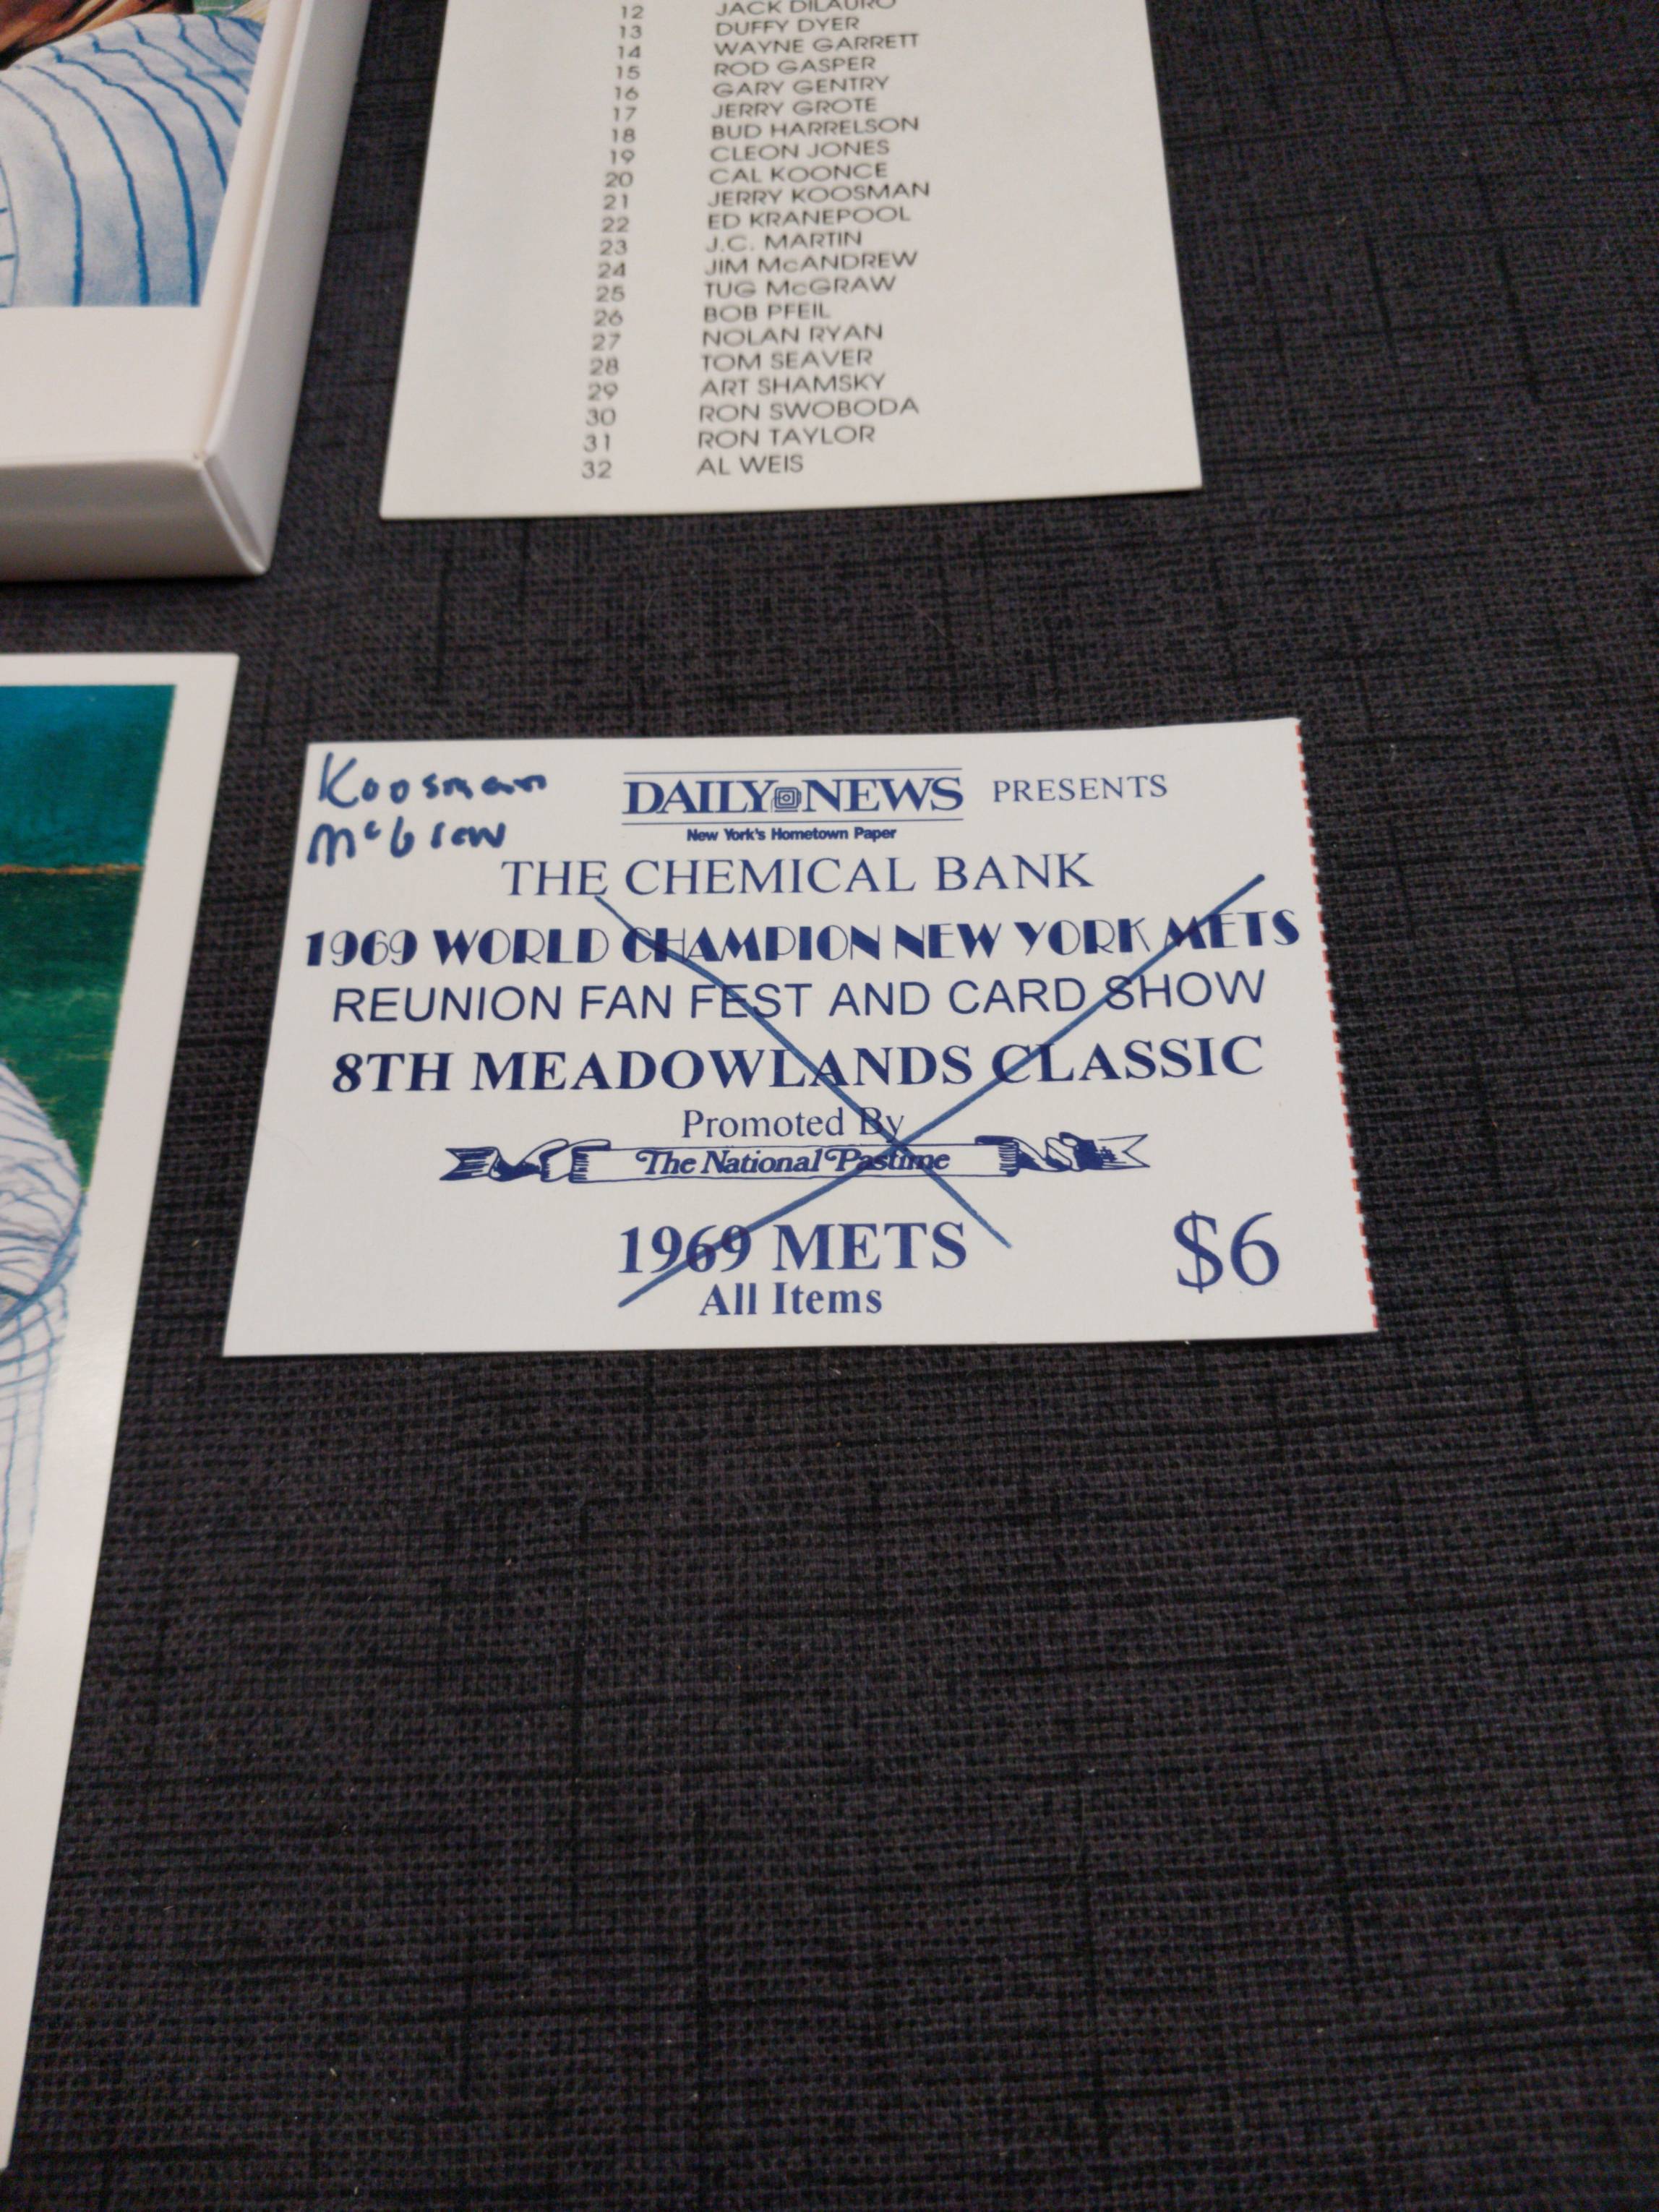 12 JACK DILAURO
13 DUFFY DYER
14 WAYNE GARRETT
15 ROD GASPER
16 GARY GENTRY
17 JERRY GROTE
18 BUD HARRELSON
19 CLEON JONES
20 CAL KOONCE
21 JERRY KOOSMAN
22 ED KRANEPOOL
23 J.C. MARTIN
24 JIM McANDREW
25 TUG McGRAW
26 BOB PFEIL
27 NOLAN RYAN
28 TOM SEAVER
29 ART SHAMSKY
30 RON SWOBODA
31 RON TAYLOR
32 AL WEIS
Koosman
McGraw
DAILY NEWS PRESENTS
New York's Hometown Paper
THE CHEMICAL BANK
1969 WORLD CHAMPION NEW YORK METS
REUNION FAN FEST AND CARD SHOW
8TH MEADOWLANDS CLASSIC
Promoted By
The National Pastime
1969 METS $6
All Items